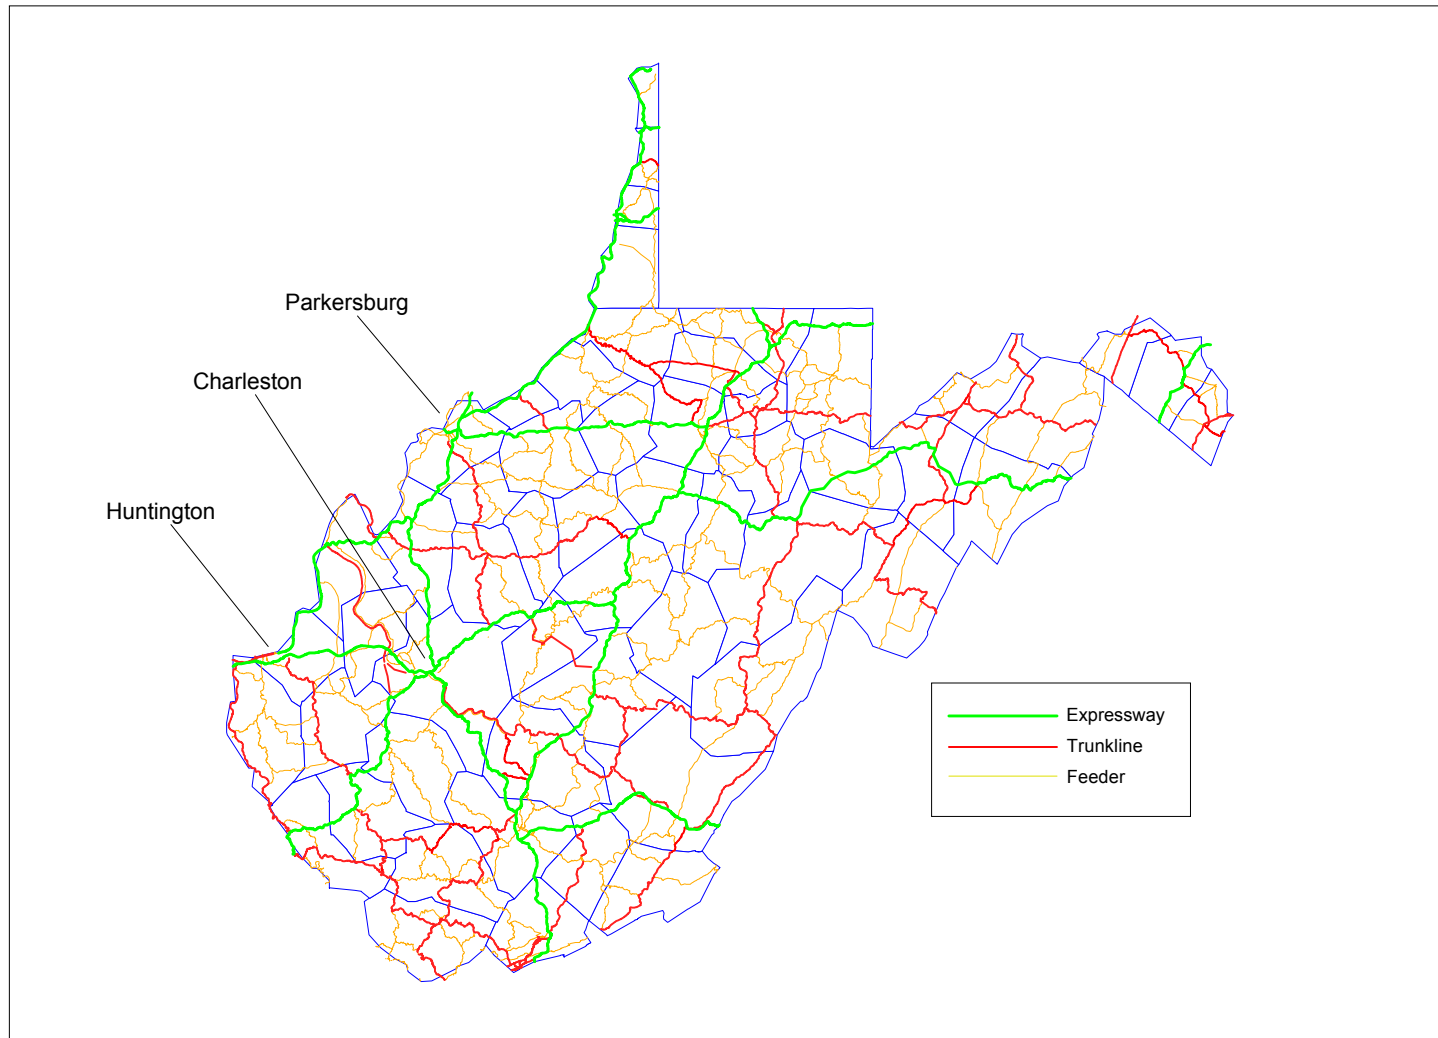 Parkersburg
Charleston
Huntington
Expressway
Trunkline
Feeder